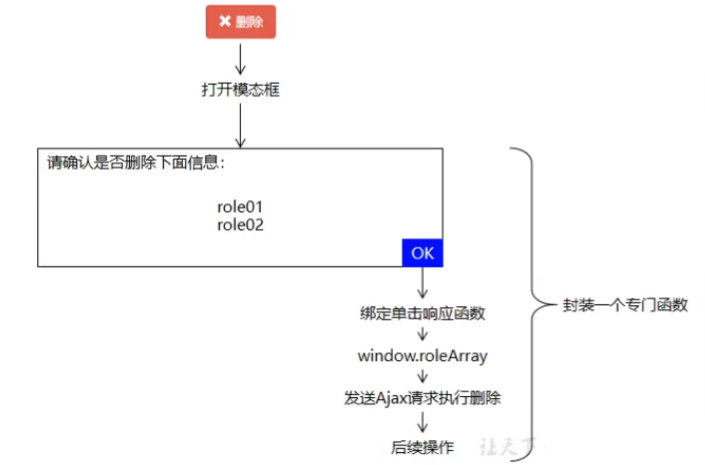 ✖ 删除
打开模态框
请确认是否删除下面信息：
role01
role02
OK
绑定单击响应函数
window.roleArray
发送Ajax请求执行删除
后续操作
封装一个专门函数
让天下